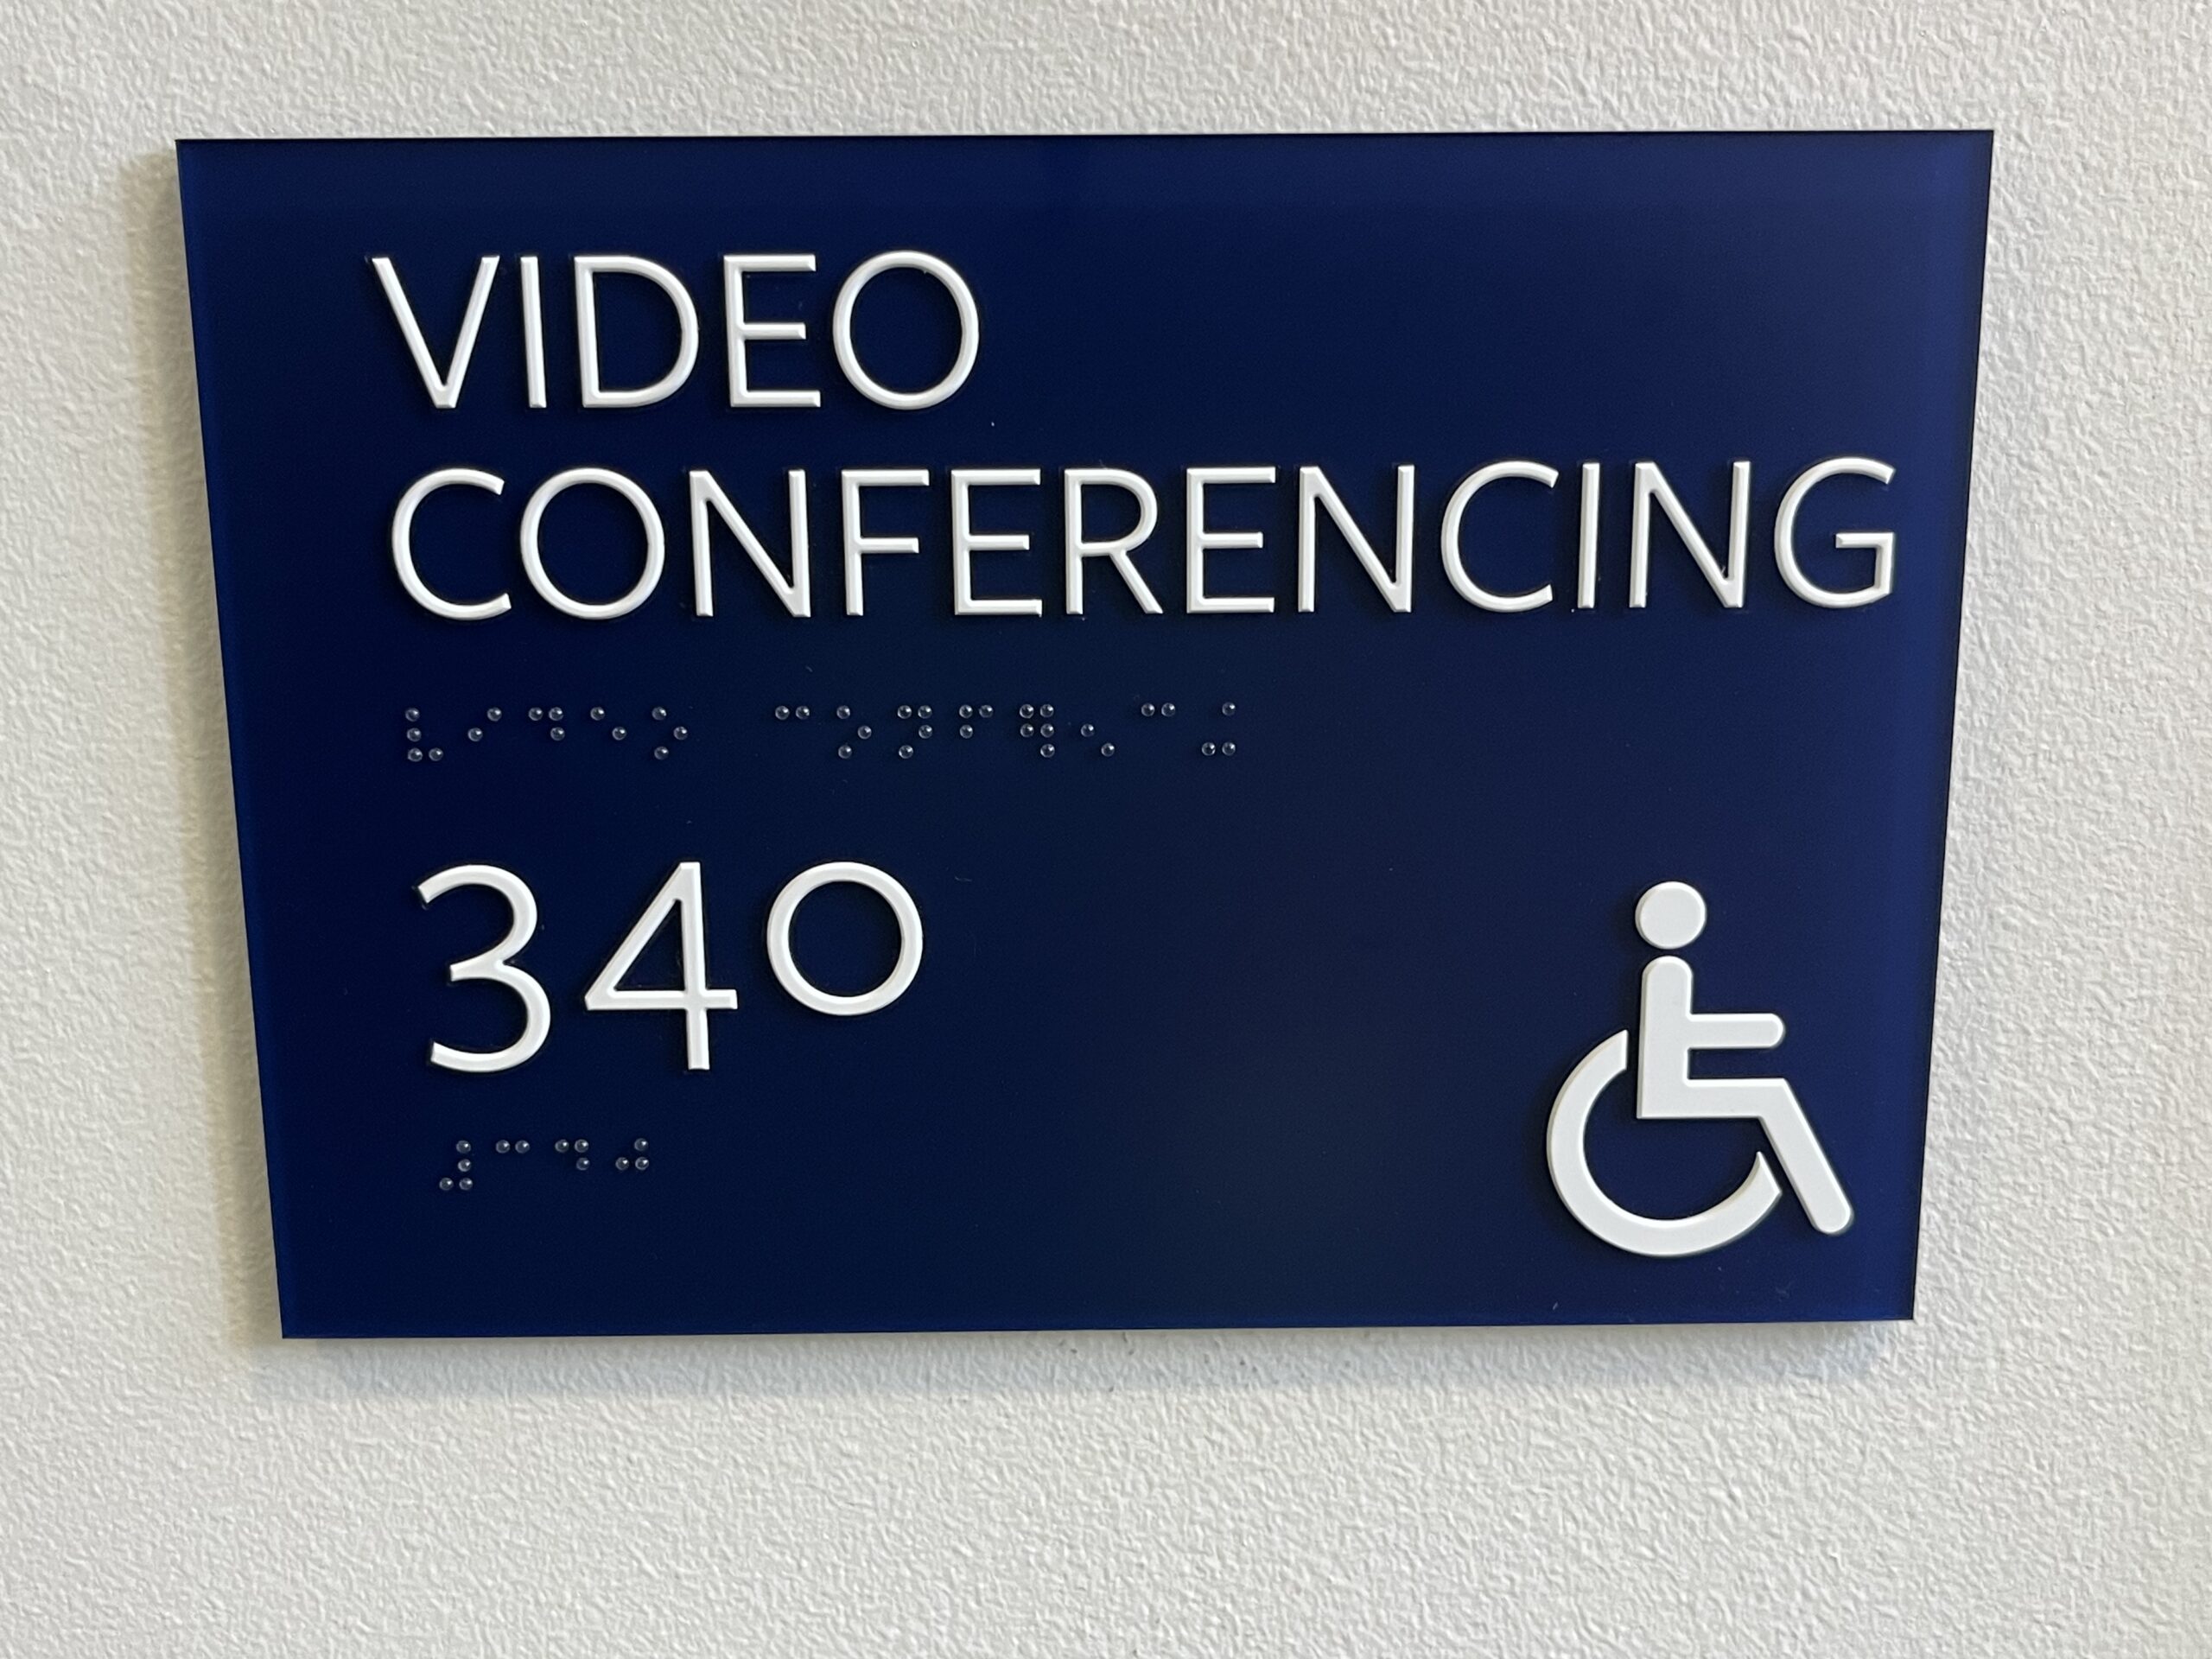 VIDEO
CONFERENCING
⠧⠊⠙⠑⠕ ⠉⠕⠝⠋⠻⠢⠉⠬
340
⠼⠉⠙⠚